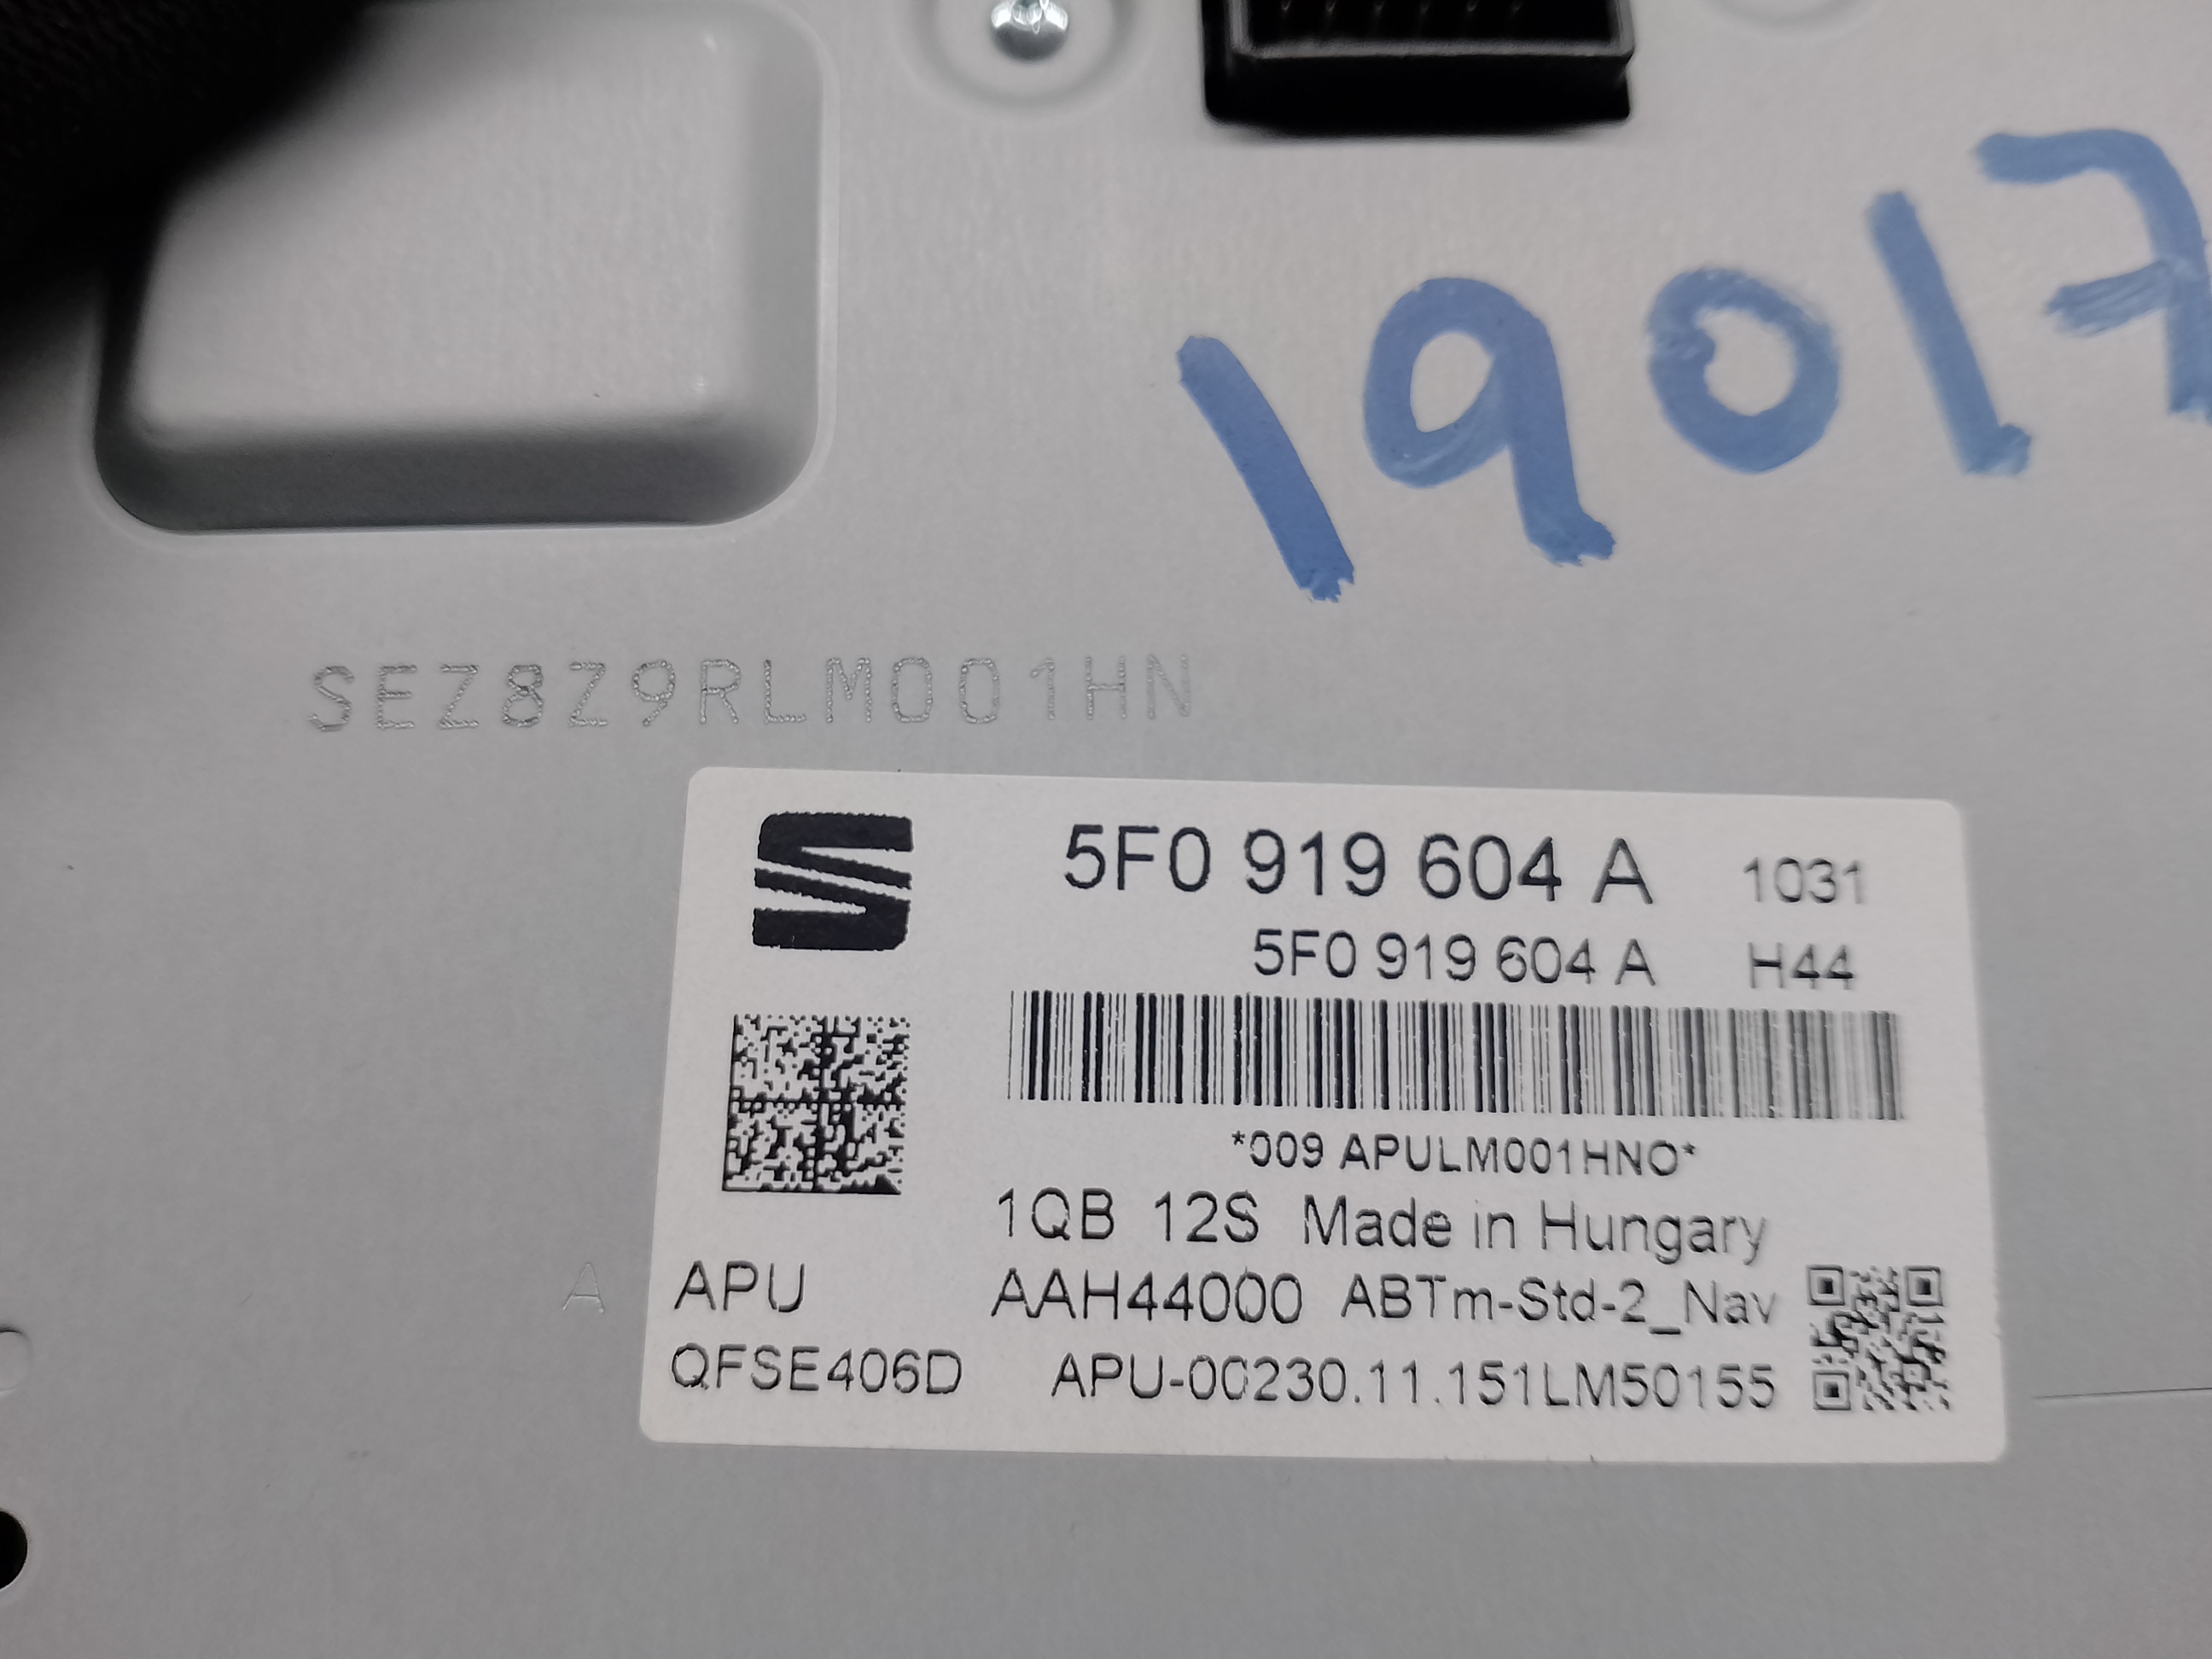 19017
SEZ8Z9RLM001HN
5F0 919 604 A 1031
5F0 919 604 A H44
*009 APULM001HNO*
1QB 12S Made in Hungary
A
APU AAH44000 ABTm-Std-2_Nav
QFSE406D APU-00230.11.151LM50155